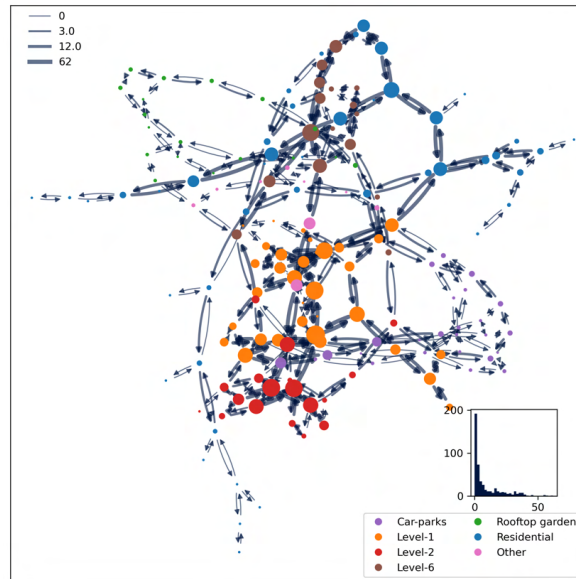 0
3.0
12.0
62
200
100
0
0 50
Car-parks Rooftop garden
Level-1 Residential
Level-2 Other
Level-6